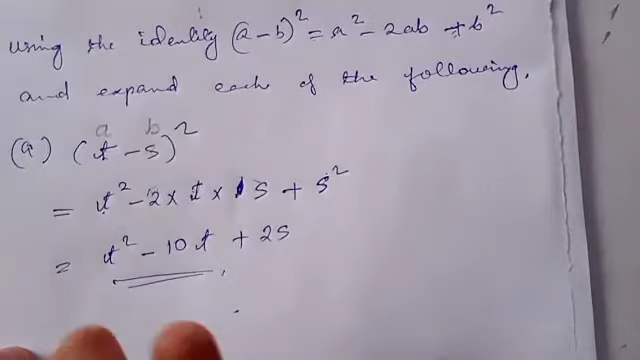 using the identity (a-b)² = a² - 2ab + b²
and expand each of the following.
a b
(a) (t - 5)²
= t² - 2 × t × 5 + 5²
= t² - 10t + 25